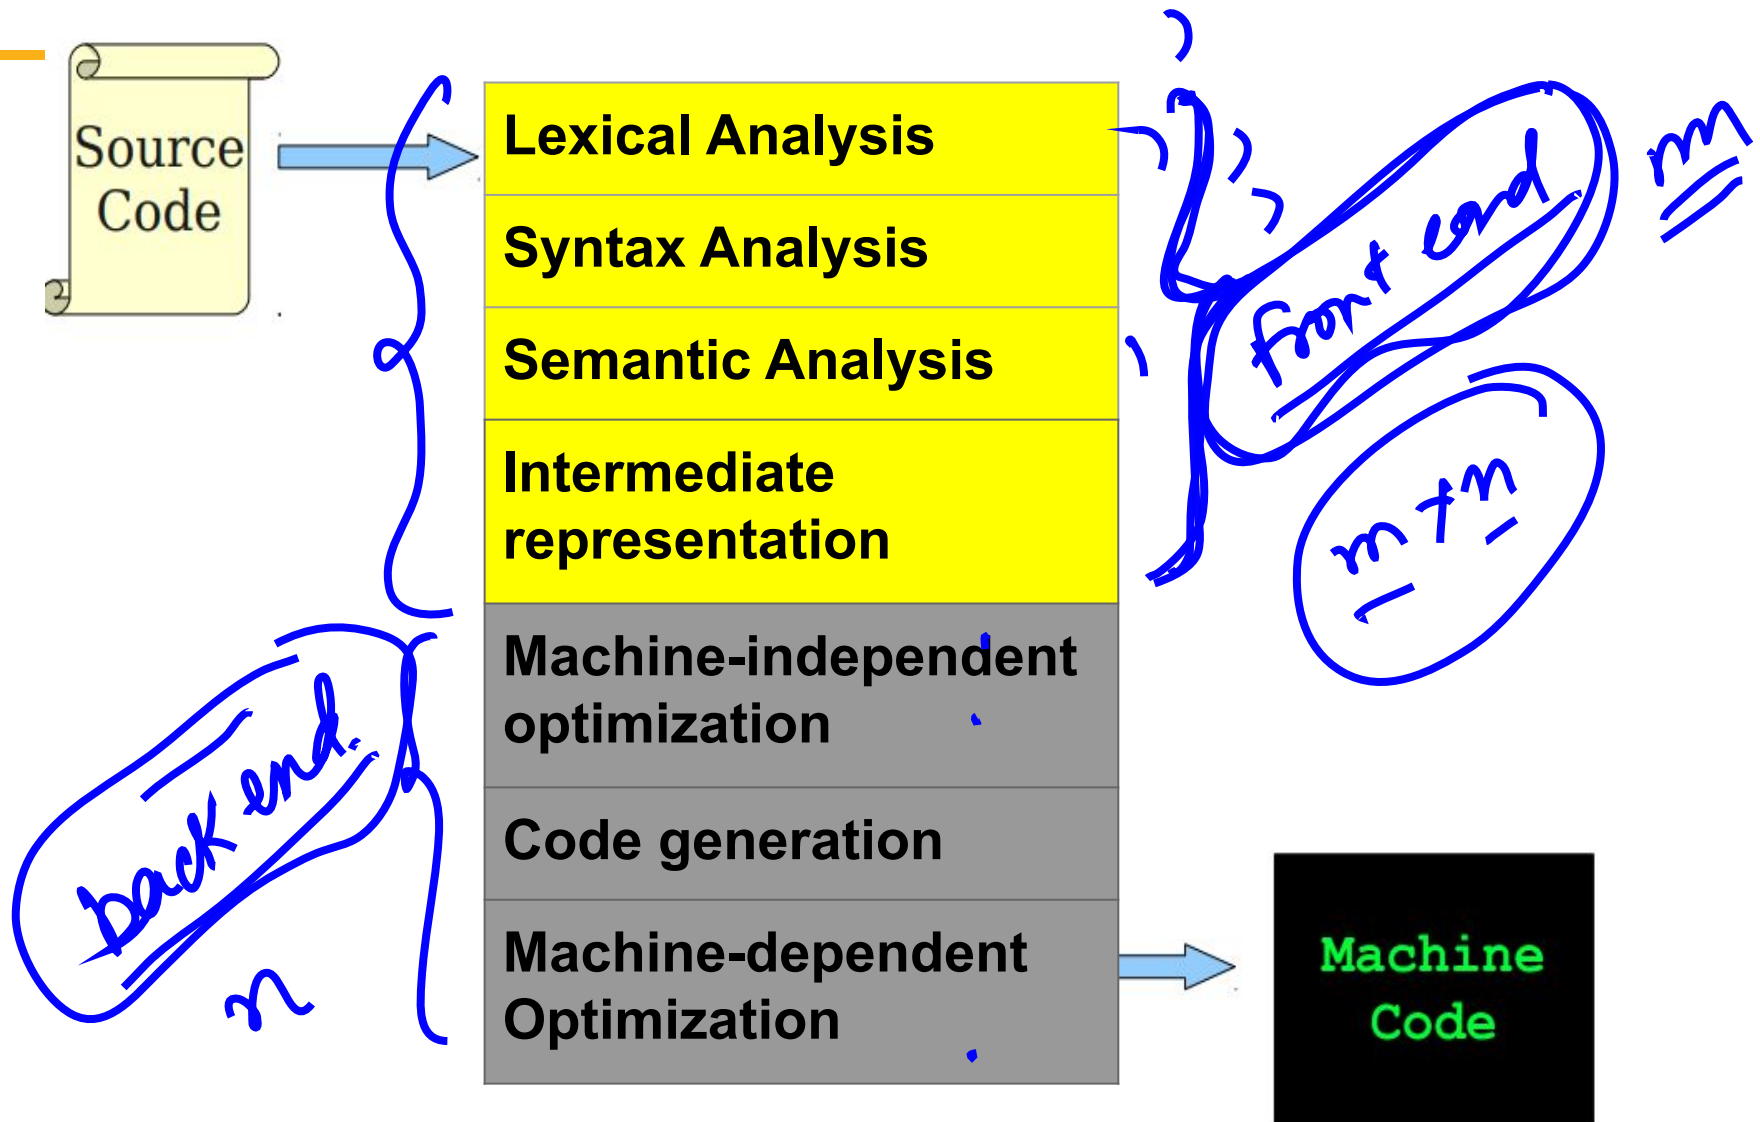 Source
Code
Lexical Analysis
Syntax Analysis
Semantic Analysis
Intermediate
representation
Machine-independent
optimization
Code generation
Machine-dependent
Optimization
front end
m
m + n
back end.
n
Machine
Code